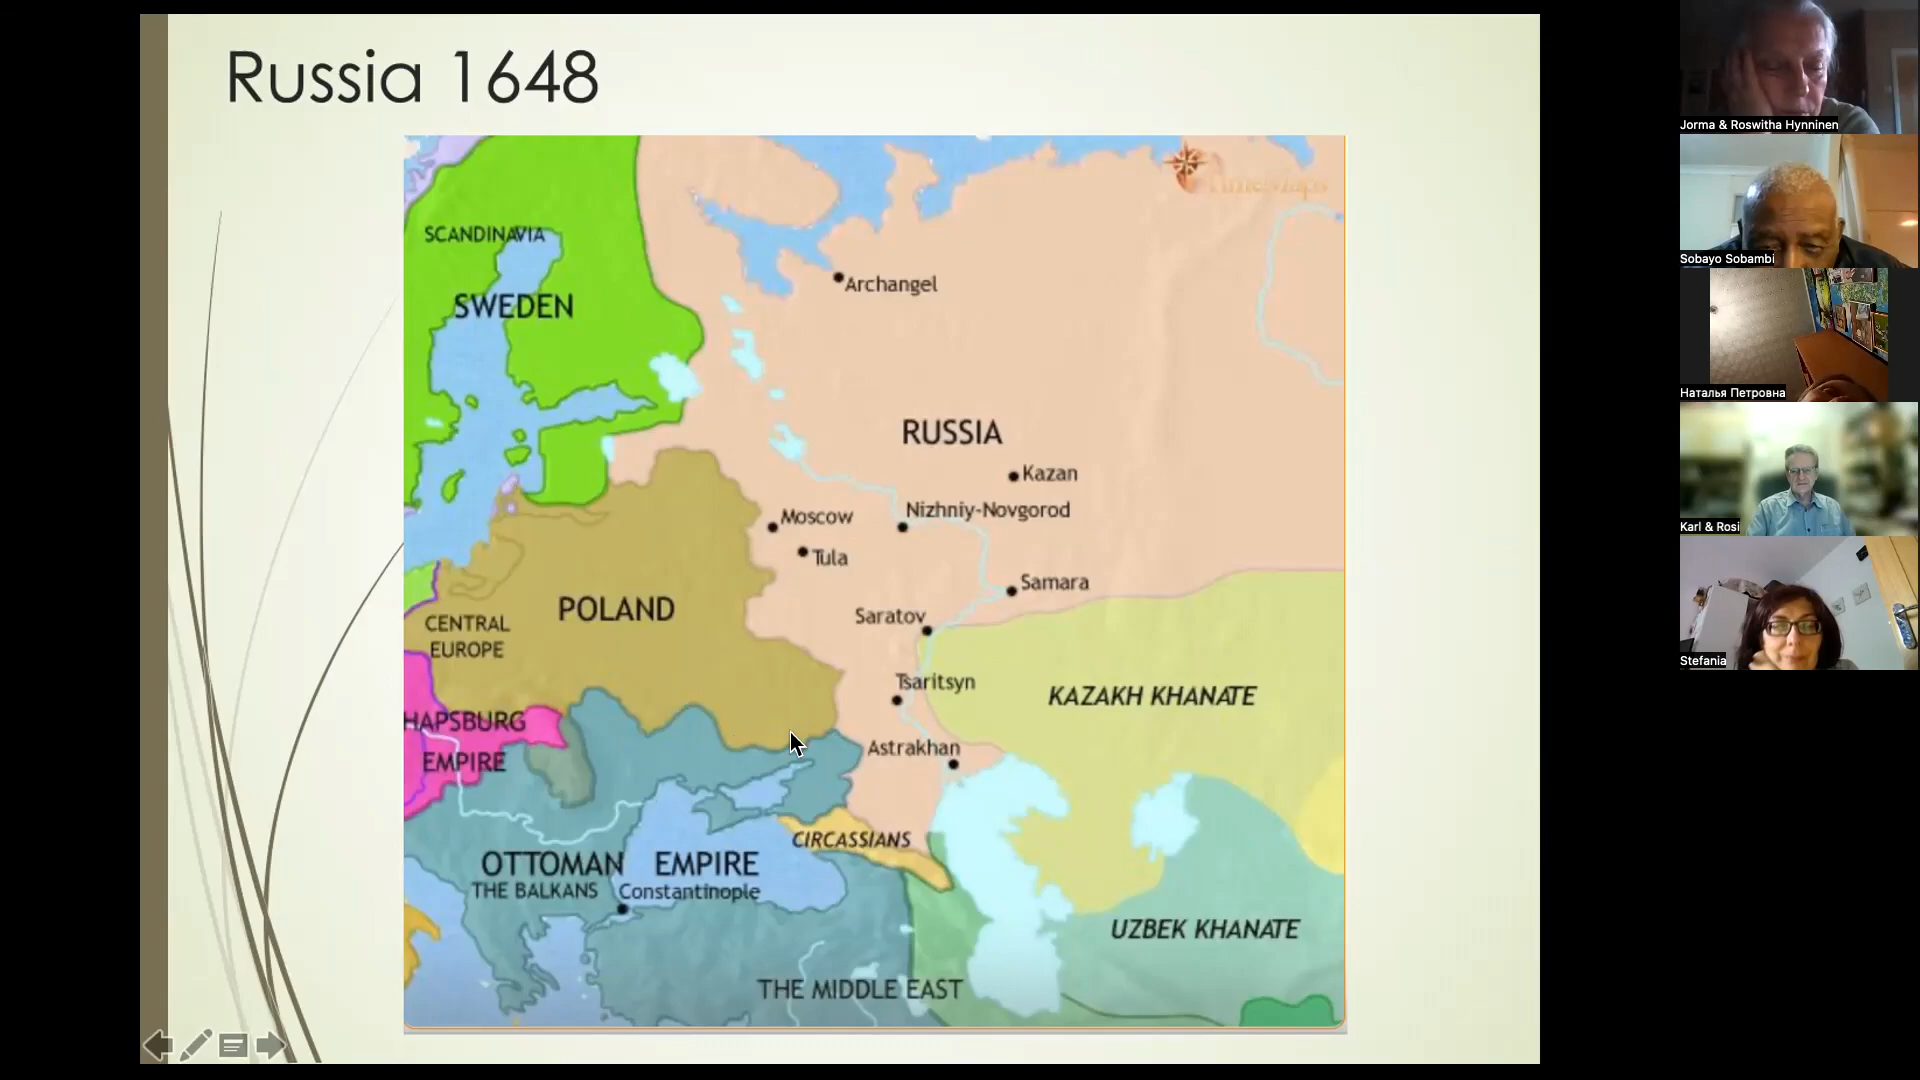 Russia 1648
TimeMaps
SCANDINAVIA
SWEDEN
Archangel
RUSSIA
Kazan
Nizhniy-Novgorod
Moscow
Tula
Samara
Saratov
POLAND
CENTRAL
EUROPE
Tsaritsyn
KAZAKH KHANATE
HAPSBURG
EMPIRE
Astrakhan
CIRCASSIANS
OTTOMAN EMPIRE
THE BALKANS
Constantinople
UZBEK KHANATE
THE MIDDLE EAST
Jorma & Roswitha Hynninen
Sobayo Sobambi
Наталья Петровна
Karl & Rosi
Stefania